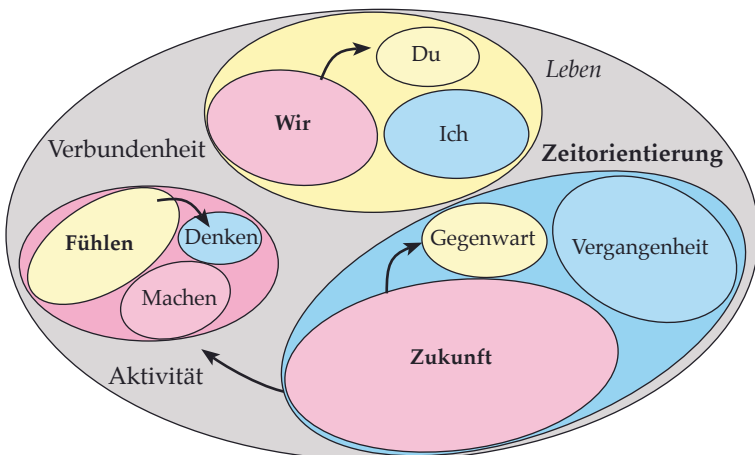 Du
Leben
Wir
Ich
Verbundenheit
Zeitorientierung
Fühlen
Denken
Gegenwart
Vergangenheit
Machen
Zukunft
Aktivität